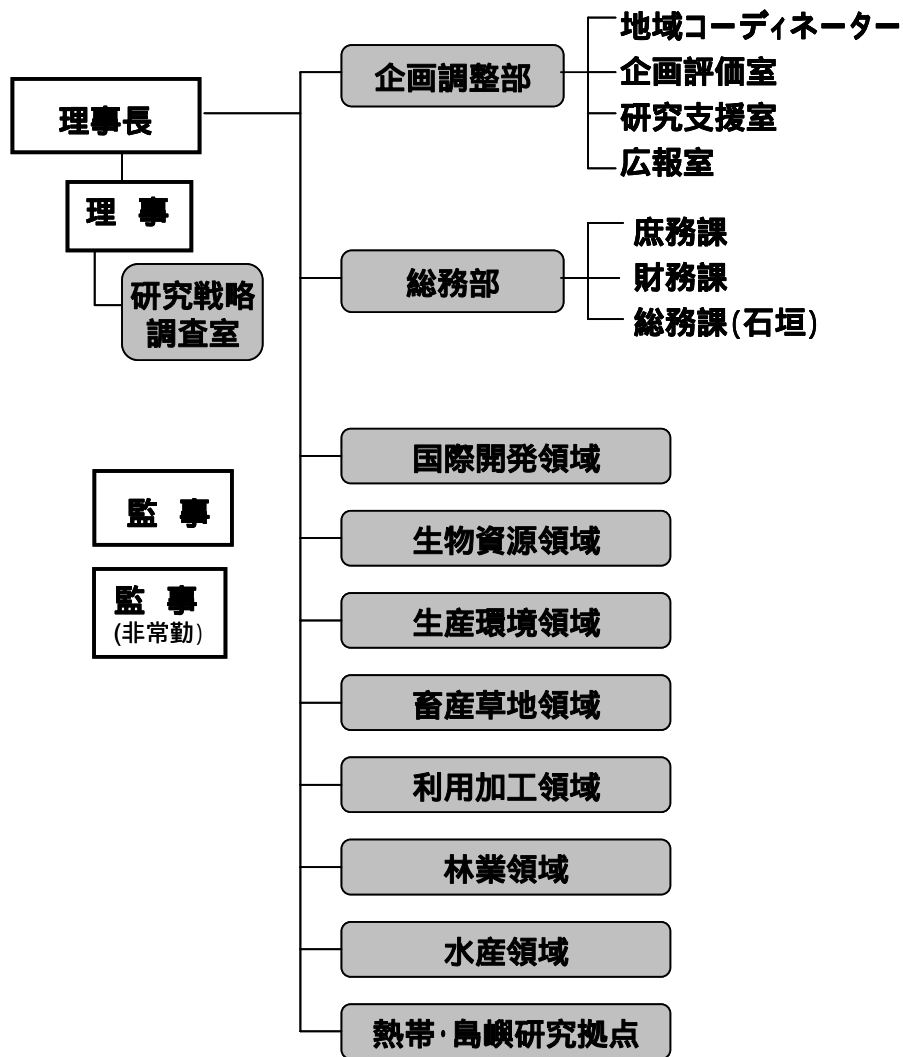 理事長
理 事
研究戦略
調査室
監 事
監 事
(非常勤)
企画調整部
地域コーディネーター
企画評価室
研究支援室
広報室
総務部
庶務課
財務課
総務課(石垣)
国際開発領域
生物資源領域
生産環境領域
畜産草地領域
利用加工領域
林業領域
水産領域
熱帯・島嶼研究拠点